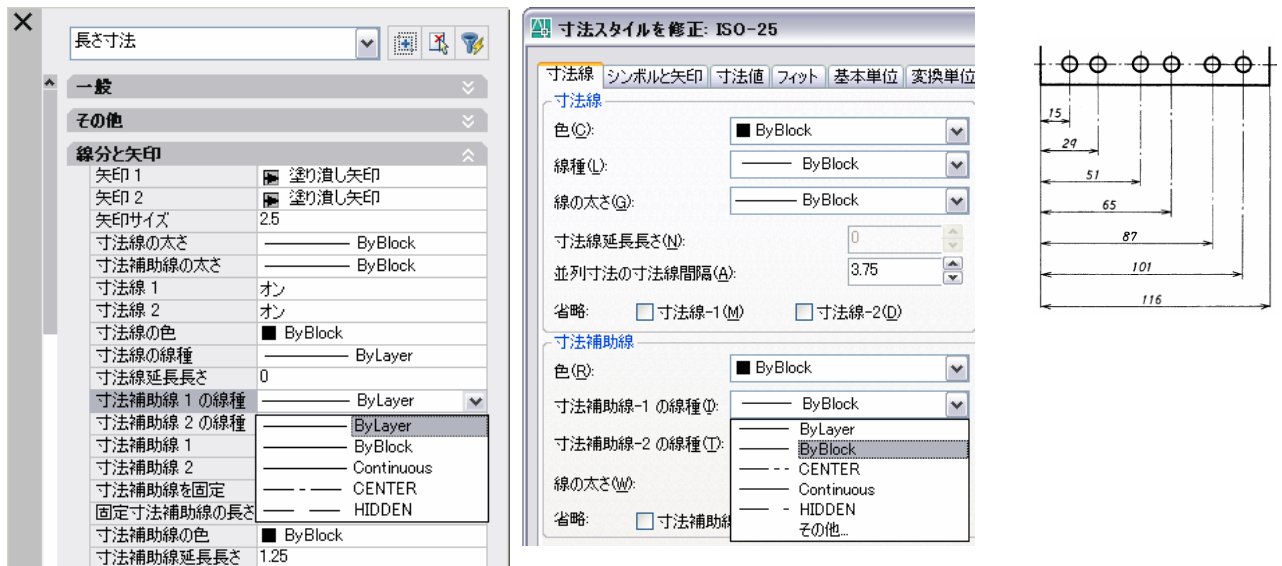 長さ寸法
一般
その他
線分と矢印
矢印 1 塗り潰し矢印
矢印 2 塗り潰し矢印
矢印サイズ 2.5
寸法線の太さ ByBlock
寸法補助線の太さ ByBlock
寸法線 1 オン
寸法線 2 オン
寸法線の色 ByBlock
寸法線の線種 ByLayer
寸法線延長長さ 0
寸法補助線 1 の線種 ByLayer
寸法補助線 2 の線種 ByLayer
寸法補助線 1 ByBlock
寸法補助線 2 Continuous
寸法補助線を固定 CENTER
固定寸法補助線の長さ HIDDEN
寸法補助線の色 ByBlock
寸法補助線延長長さ 1.25
寸法スタイルを修正: ISO-25
寸法線 シンボルと矢印 寸法値 フィット 基本単位 変換単位
寸法線
色(C): ByBlock
線種(L): ByBlock
線の太さ(G): ByBlock
寸法線延長長さ(N): 0
並列寸法の寸法線間隔(A): 3.75
省略: 寸法線-1(M) 寸法線-2(D)
寸法補助線
色(R): ByBlock
寸法補助線-1 の線種(I): ByBlock
ByLayer
寸法補助線-2 の線種(T): ByBlock
CENTER
線の太さ(W): Continuous
HIDDEN
省略: 寸法補助線 その他...
15
29
51
65
87
101
116